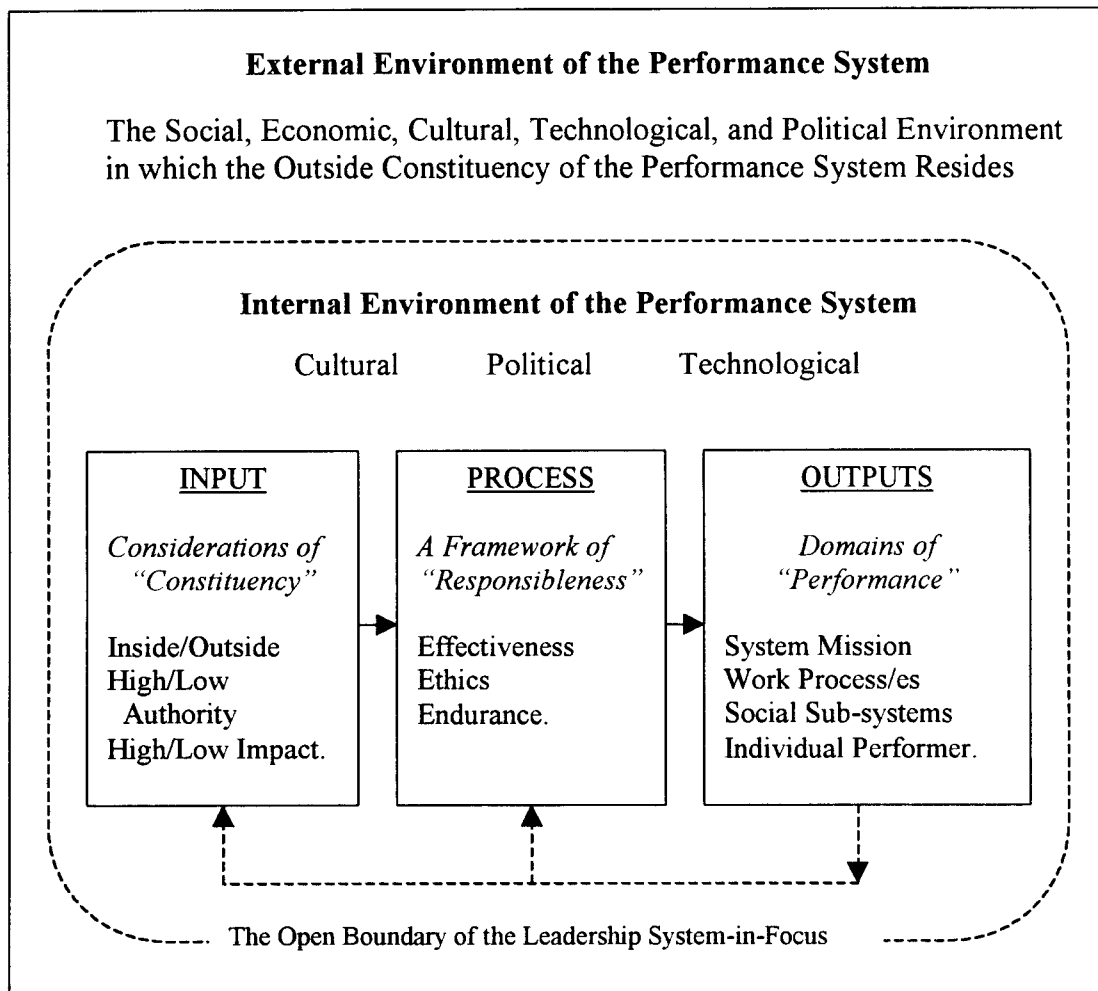 External Environment of the Performance System
The Social, Economic, Cultural, Technological, and Political Environment
in which the Outside Constituency of the Performance System Resides
Internal Environment of the Performance System
Cultural Political Technological
INPUT
Considerations of
"Constituency"
Inside/Outside
High/Low
Authority
High/Low Impact.
PROCESS
A Framework of
"Responsibleness"
Effectiveness
Ethics
Endurance.
OUTPUTS
Domains of
"Performance"
System Mission
Work Process/es
Social Sub-systems
Individual Performer.
The Open Boundary of the Leadership System-in-Focus